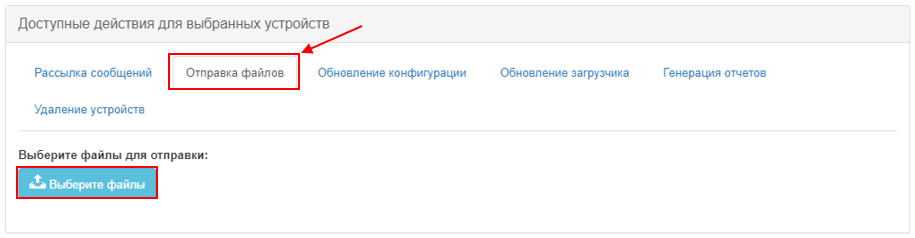 Доступные действия для выбранных устройств
Рассылка сообщений Отправка файлов Обновление конфигурации Обновление загрузчика Генерация отчетов
Удаление устройств
Выберите файлы для отправки:
Выберите файлы